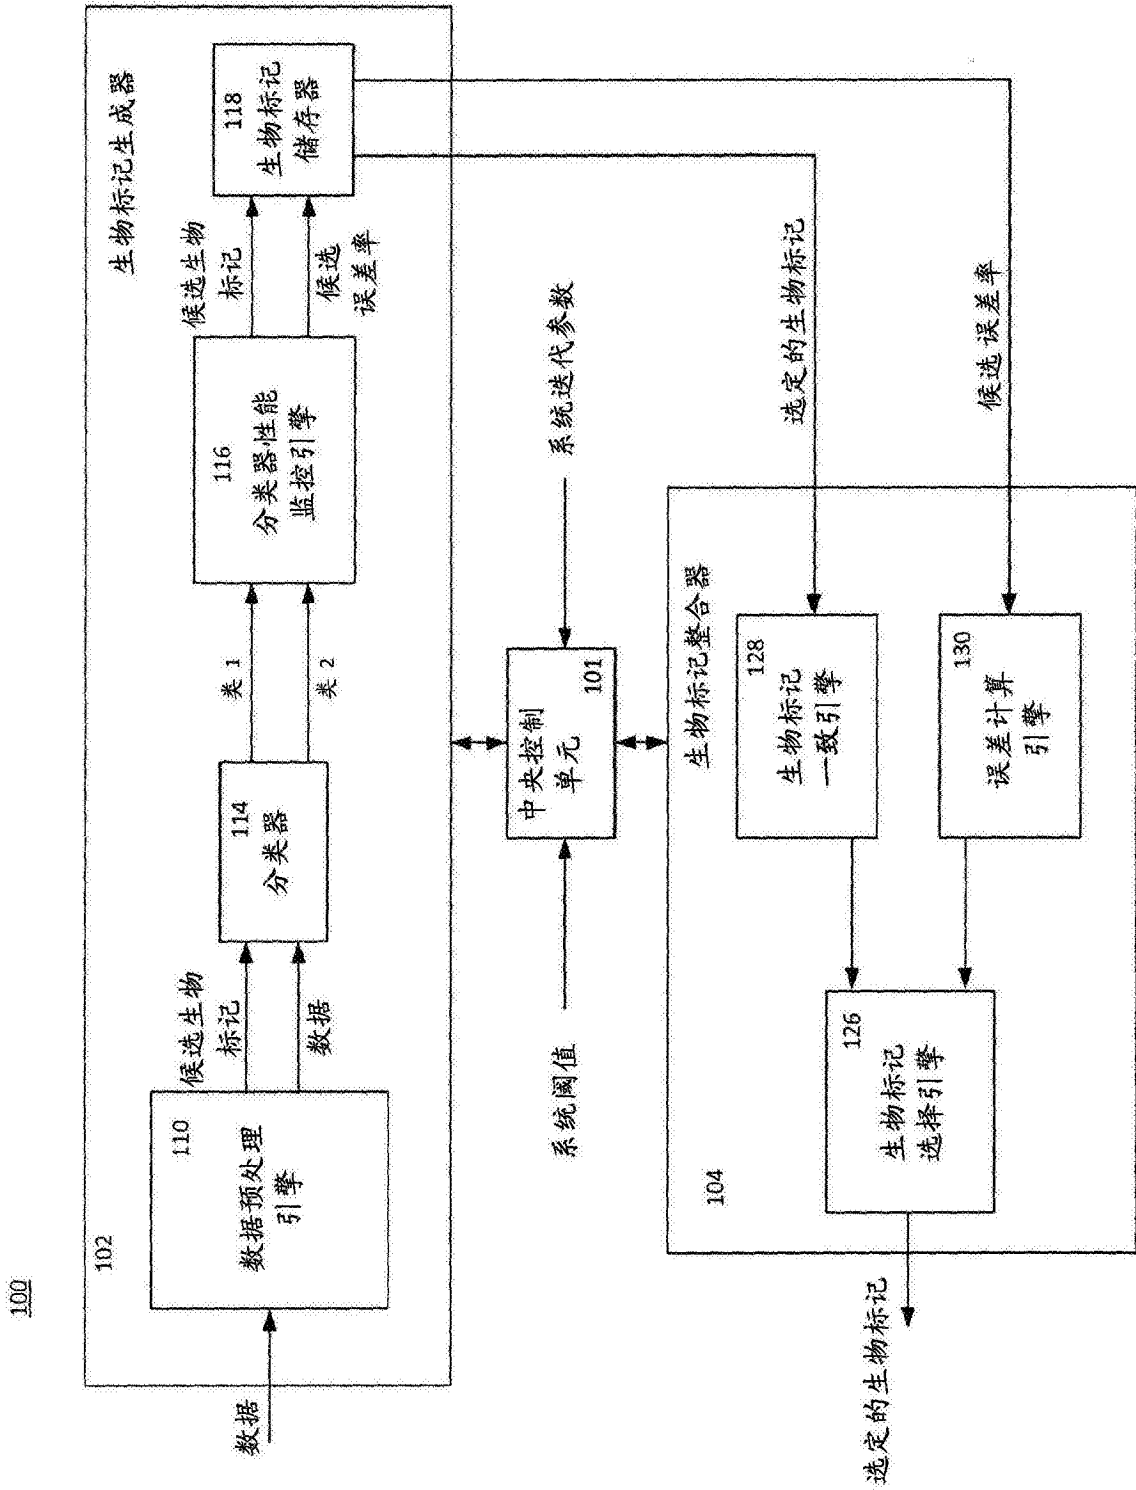 100
102
生物标记生成器
数据
110
数据预处理
引擎
候选生物
标记
数据
114
分类器
类 1
类 2
116
分类器性能
监控引擎
候选生物
标记
候选
误差率
118
生物标记
储存器
系统阈值
中央控制
单元
101
系统迭代参数
选定的生物标记
候选误差率
104
生物标记整合器
128
生物标记
一致引擎
130
误差计算
引擎
126
生物标记
选择引擎
选定的生物标记